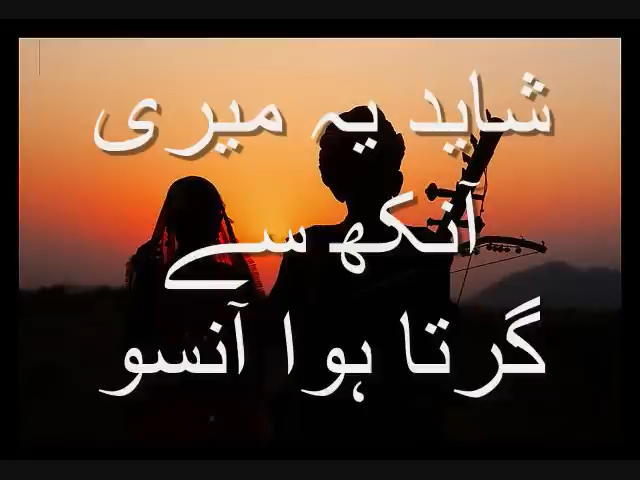 شاید یہ میری
آنکھ سے
گرتا ہوا آنسو